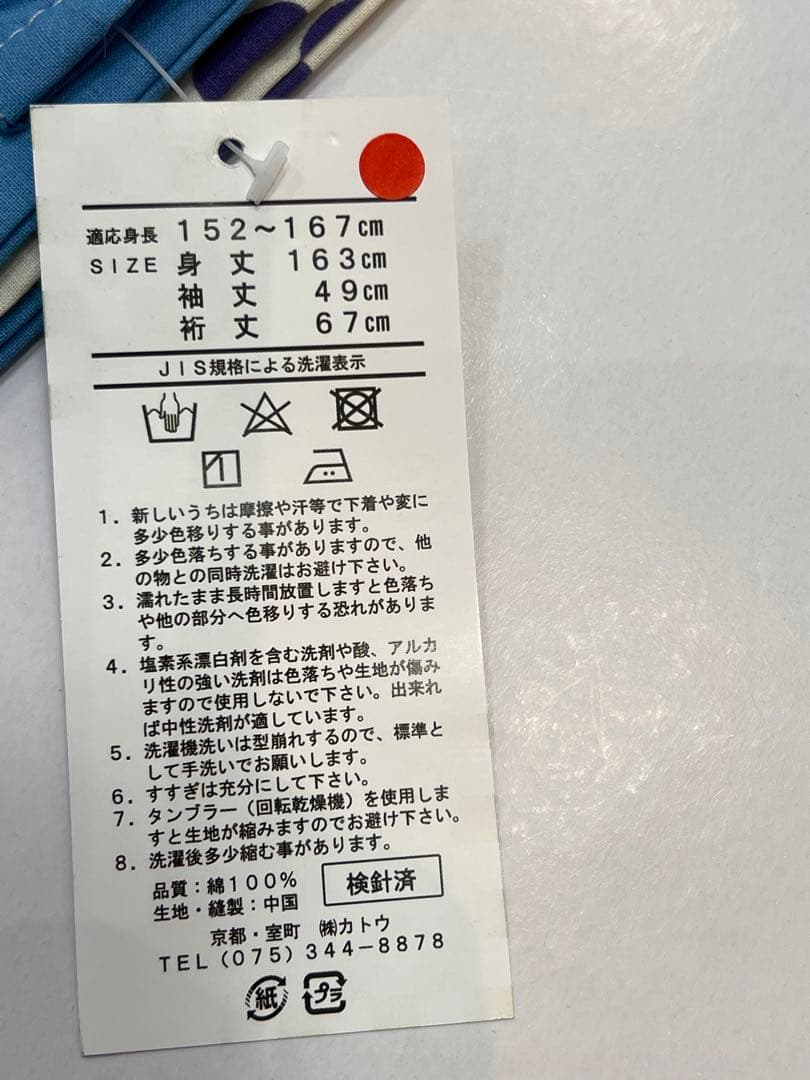 適応身長 152~167cm
SIZE 身丈 163cm
袖丈 49cm
裄丈 67cm
JIS規格による洗濯表示
1.新しいうちは摩擦や汗等で下着や変に
多少色移りする事があります。
2.多少色落ちする事がありますので、他
の物との同時洗濯はお避け下さい。
3.濡れたまま長時間放置しますと色落ち
や他の部分へ色移りする恐れがありま
す。
4.塩素系漂白剤を含む洗剤や酸、アルカ
リ性の強い洗剤は色落ちや生地が傷み
ますので使用しないで下さい。出来れ
ば中性洗剤が適しています。
5.洗濯機洗いは型崩れするので、標準と
して手洗いでお願いします。
6.すすぎは充分にして下さい。
7.タンブラー(回転乾燥機)を使用しま
すと生地が縮みますのでお避け下さい。
8.洗濯後多少縮む事があります。
品質:綿100%
検針済
生地・縫製:中国
京都・室町 ㈱カトウ
TEL(075)344-8878
紙 プラ